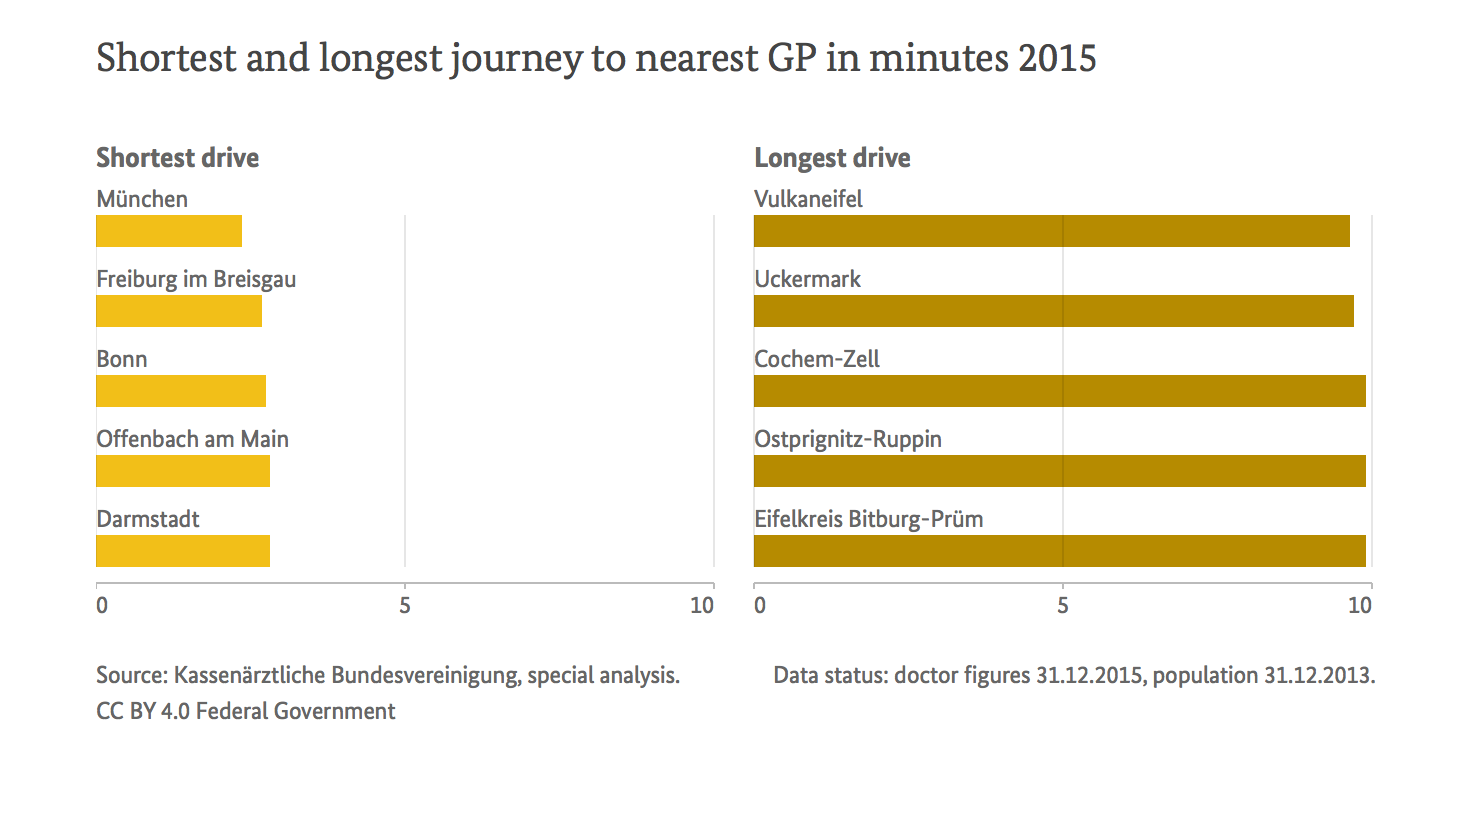 Shortest and longest journey to nearest GP in minutes 2015
Shortest drive
München
Freiburg im Breisgau
Bonn
Offenbach am Main
Darmstadt
0 5 10
Longest drive
Vulkaneifel
Uckermark
Cochem-Zell
Ostprignitz-Ruppin
Eifelkreis Bitburg-Prüm
0 5 10
Source: Kassenärztliche Bundesvereinigung, special analysis.
CC BY 4.0 Federal Government
Data status: doctor figures 31.12.2015, population 31.12.2013.